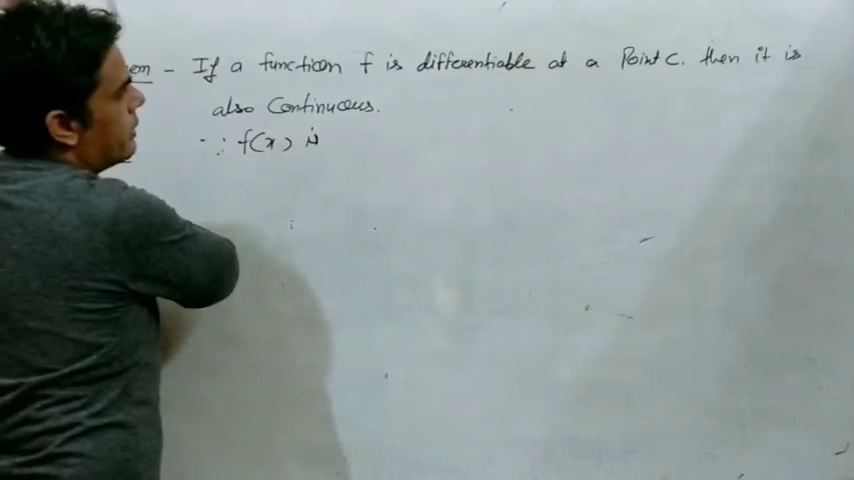 em - If a function f is differentiable at a Point C. then it is
also Continuous.
∵ f(x) is